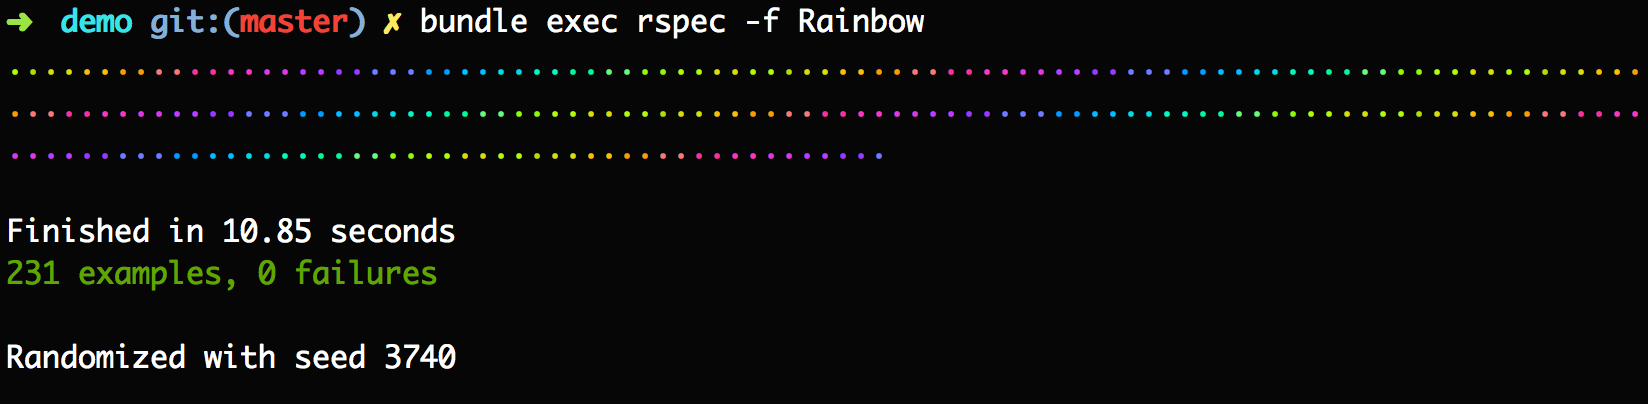 ➜ demo git:(master) ✗ bundle exec rspec -f Rainbow
...........................................................................................
...........................................................................................
.................................................
Finished in 10.85 seconds
231 examples, 0 failures
Randomized with seed 3740